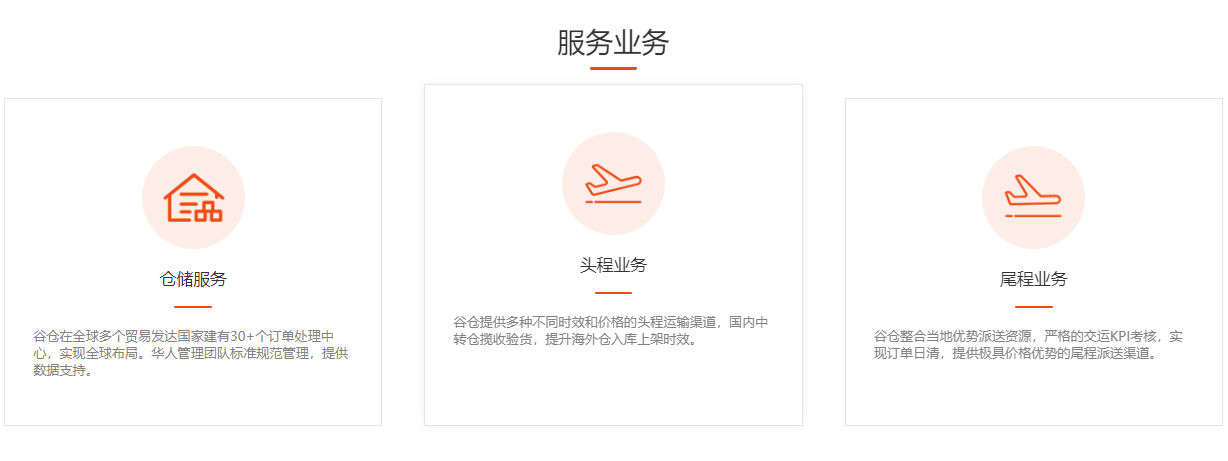 服务业务
仓储服务
谷仓在全球多个贸易发达国家建有30+个订单处理中
心，实现全球布局。华人管理团队标准规范管理，提供
数据支持。
头程业务
谷仓提供多种不同时效和价格的头程运输渠道，国内中
转仓揽收验货，提升海外仓入库上架时效。
尾程业务
谷仓整合当地优势派送资源，严格的交运KPI考核，实
现订单日清，提供极具价格优势的尾程派送渠道。